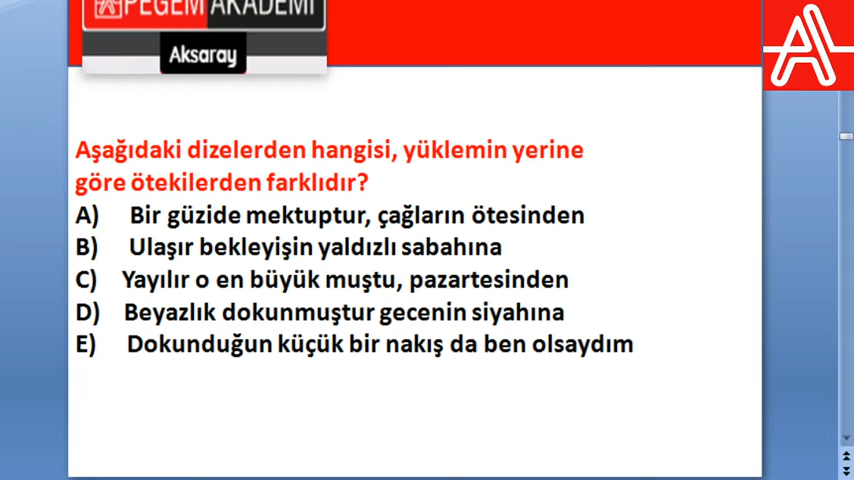 PEGEM AKADEMİ
Aksaray
Aşağıdaki dizelerden hangisi, yüklemin yerine
göre ötekilerden farklıdır?
A) Bir güzide mektuptur, çağların ötesinden
B) Ulaşır bekleyişin yaldızlı sabahına
C) Yayılır o en büyük muştu, pazartesinden
D) Beyazlık dokunmuştur gecenin siyahına
E) Dokunduğun küçük bir nakış da ben olsaydım